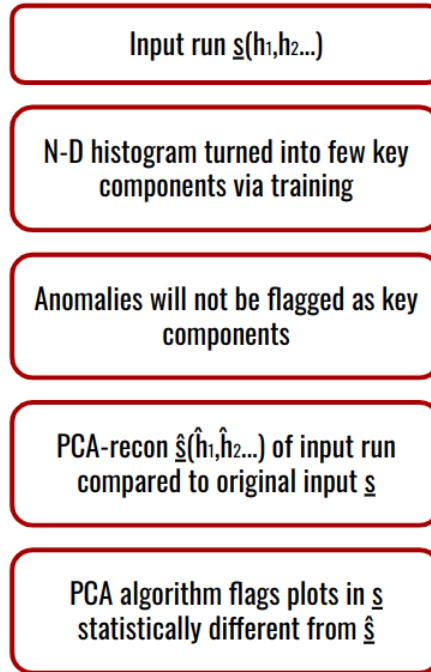 Input run s(h₁,h₂...)
N-D histogram turned into few key
components via training
Anomalies will not be flagged as key
components
PCA-recon ŝ(ĥ₁,ĥ₂...) of input run
compared to original input s
PCA algorithm flags plots in s
statistically different from ŝ